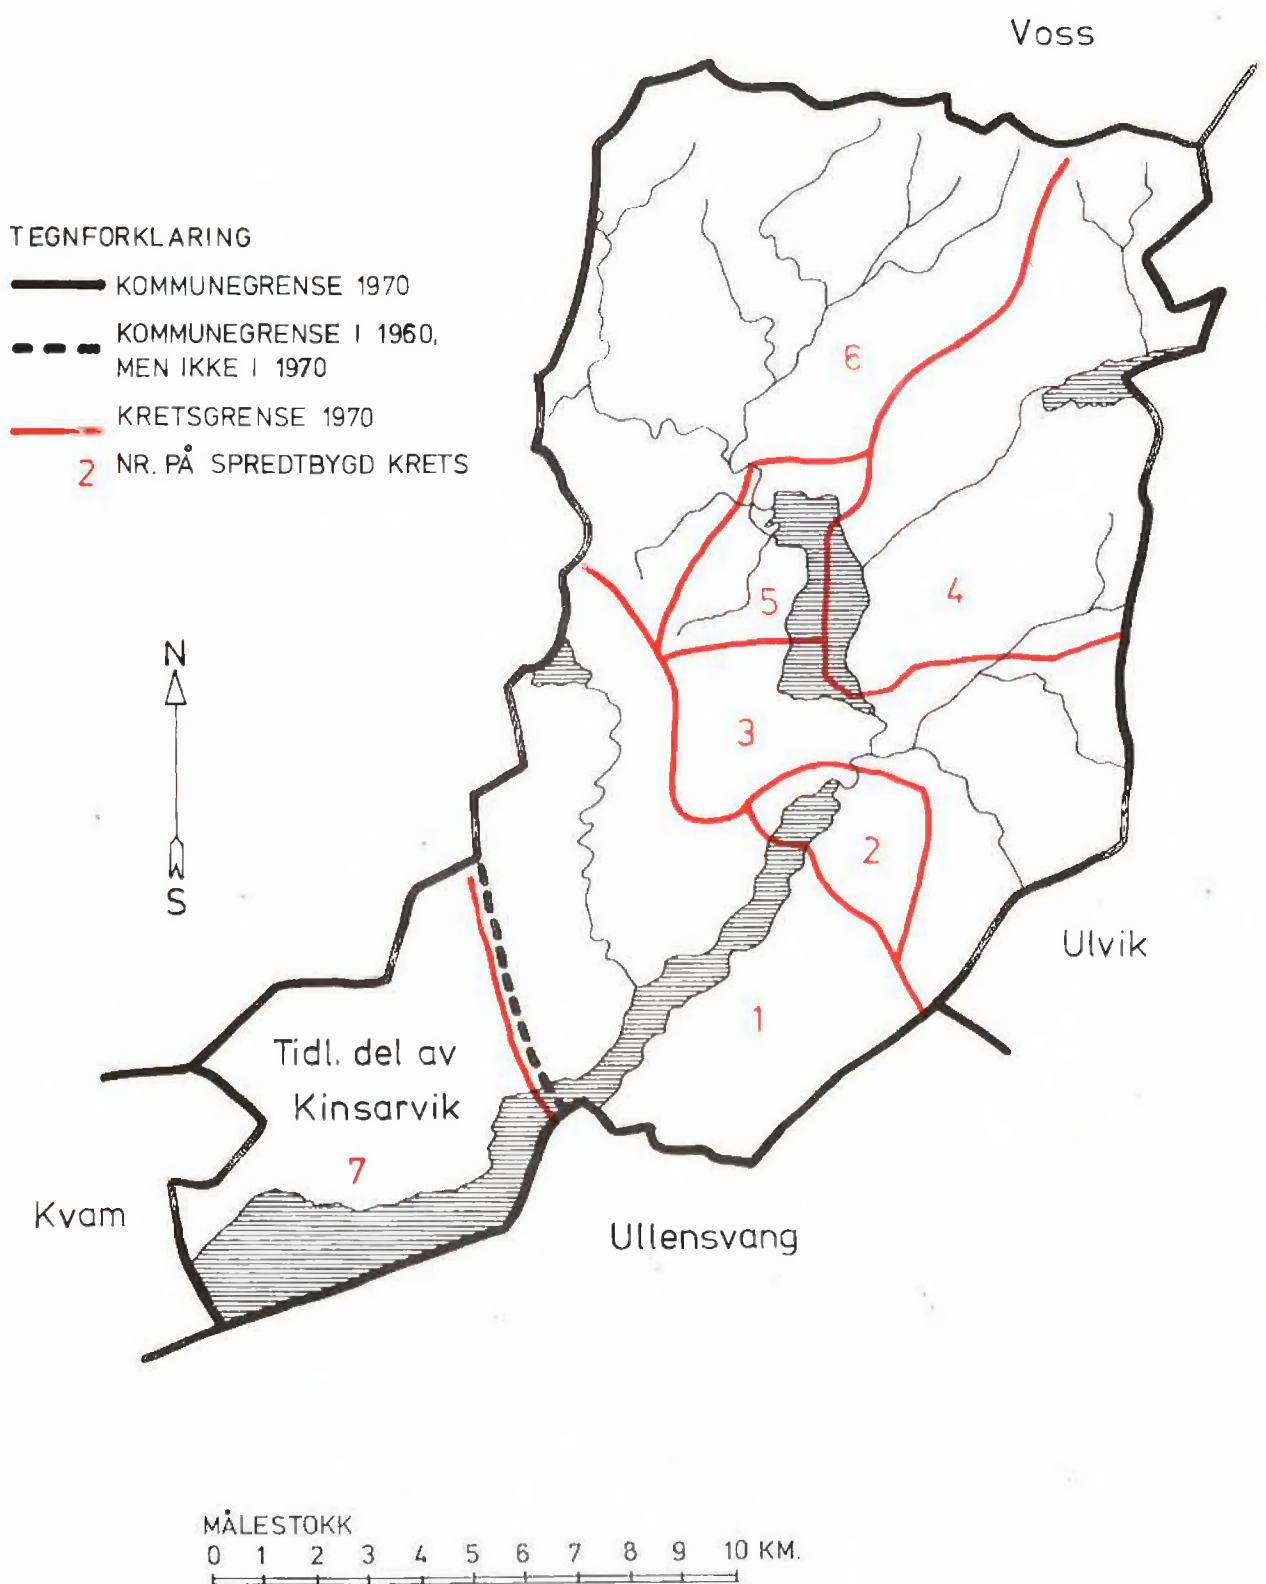 Voss
TEGNFORKLARING
KOMMUNEGRENSE 1970
KOMMUNEGRENSE I 1960,
MEN IKKE I 1970
KRETSGRENSE 1970
2 NR. PÅ SPREDTBYGD KRETS
6
5
4
N
S
3
2
Ulvik
1
Tidl. del av
Kinsarvik
7
Kvam
Ullensvang
MÅLESTOKK
0 1 2 3 4 5 6 7 8 9 10 KM.